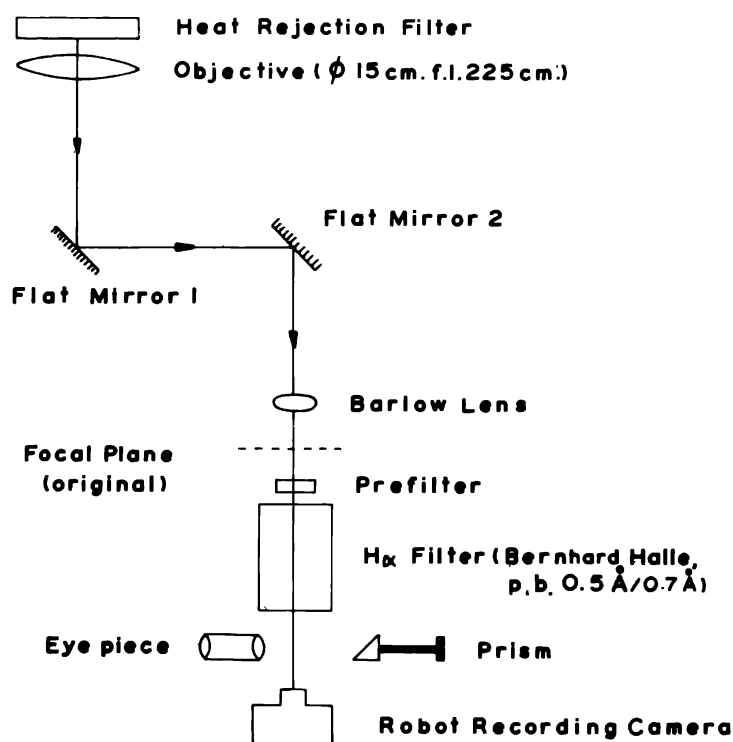 Heat Rejection Filter
Objective ( ϕ 15 cm. f.l. 225 cm.)
Flat Mirror 2
Flat Mirror 1
Barlow Lens
Focal Plane
(original)
Prefilter
Hα Filter (Bernhard Halle,
p.b. 0.5 Å/0.7 Å)
Eye piece
Prism
Robot Recording Camera